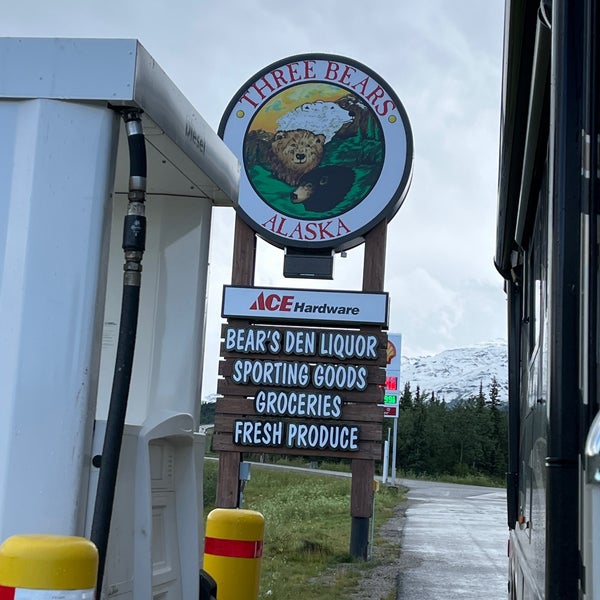 Diesel
THREE BEARS
ALASKA
ACE Hardware
BEAR'S DEN LIQUOR
SPORTING GOODS
GROCERIES
FRESH PRODUCE